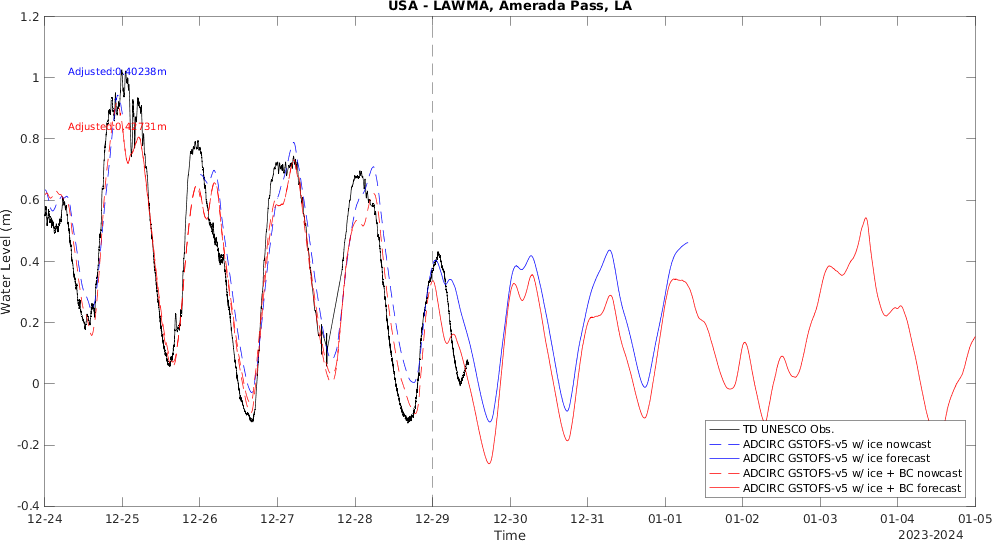 USA - LAWMA, Amerada Pass, LA
1.2
1
0.8
0.6
0.4
0.2
0
-0.2
-0.4
Water Level (m)
Adjusted:0.40238m
Adjusted:0.42731m
TD UNESCO Obs.
ADCIRC GSTOFS-v5 w/ ice nowcast
ADCIRC GSTOFS-v5 w/ ice forecast
ADCIRC GSTOFS-v5 w/ ice + BC nowcast
ADCIRC GSTOFS-v5 w/ ice + BC forecast
12-24 12-25 12-26 12-27 12-28 12-29 12-30 12-31 01-01 01-02 01-03 01-04 01-05
Time
2023-2024